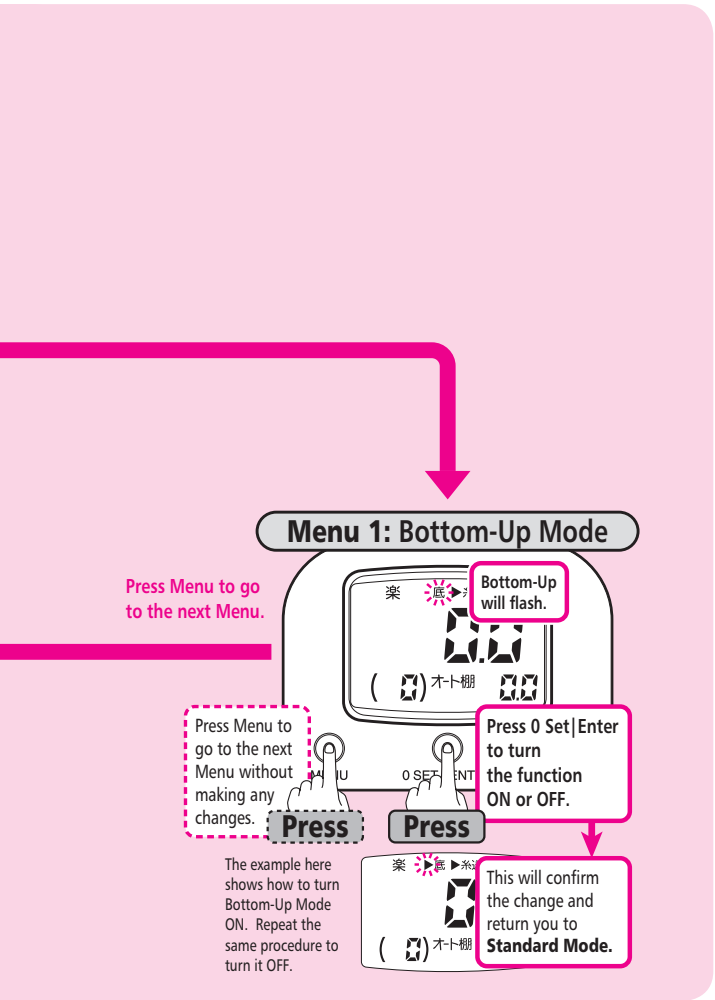 Menu 1: Bottom-Up Mode
Press Menu to go
to the next Menu.
楽 底▶
Bottom-Up
will flash.
0.0
( 0) オート棚 0.0
Press Menu to
go to the next
Menu without
making any
changes.
Press 0 Set|Enter
to turn
the function
ON or OFF.
0 SET
Press
Press
The example here
shows how to turn
Bottom-Up Mode
ON. Repeat the
same procedure to
turn it OFF.
楽 ▶底 ▶糸
0
( 0) オート棚
This will confirm
the change and
return you to
Standard Mode.